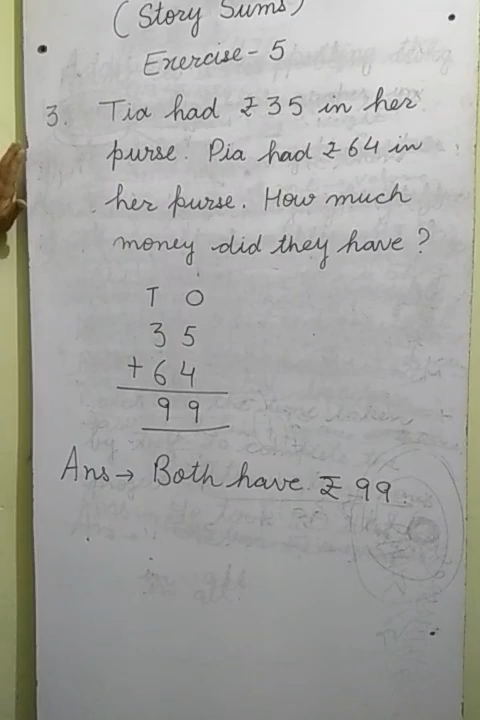 (Story Sums)
Exercise - 5
3. Tia had ₹35 in her
purse. Pia had ₹64 in
her purse. How much
money did they have?
T O
3 5
+ 6 4
9 9
Ans → Both have ₹99.